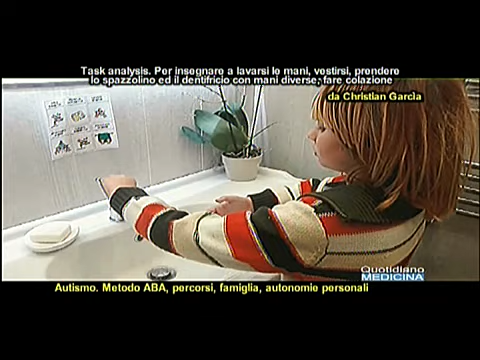 Task analysis. Per insegnare a lavarsi le mani, vestirsi, prendere
lo spazzolino ed il dentifricio con mani diverse, fare colazione
da Christian Garcìa
Quotidiano
MEDICINA
Autismo. Metodo ABA, percorsi, famiglia, autonomie personali